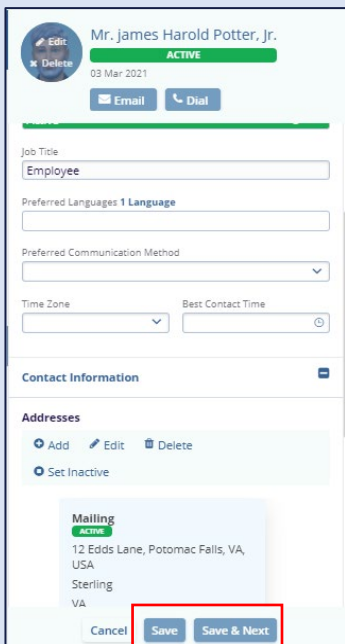 Edit
Delete
Mr. james Harold Potter, Jr.
ACTIVE
03 Mar 2021
Email
Dial
Job Title
Employee
Preferred Languages 1 Language
Preferred Communication Method
Time Zone
Best Contact Time
Contact Information
Addresses
Add Edit Delete
Set Inactive
Mailing
ACTIVE
12 Edds Lane, Potomac Falls, VA,
USA
Sterling
VA
Cancel Save Save & Next